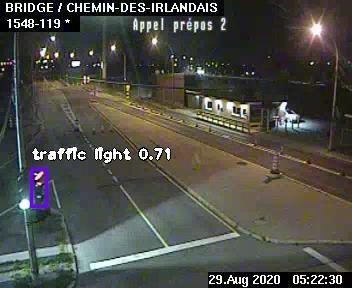 BRIDGE / CHEMIN-DES-IRLANDAIS
1548-119 *
Appel prépos 2
traffic light 0.71
29.Aug 2020 05:22:30